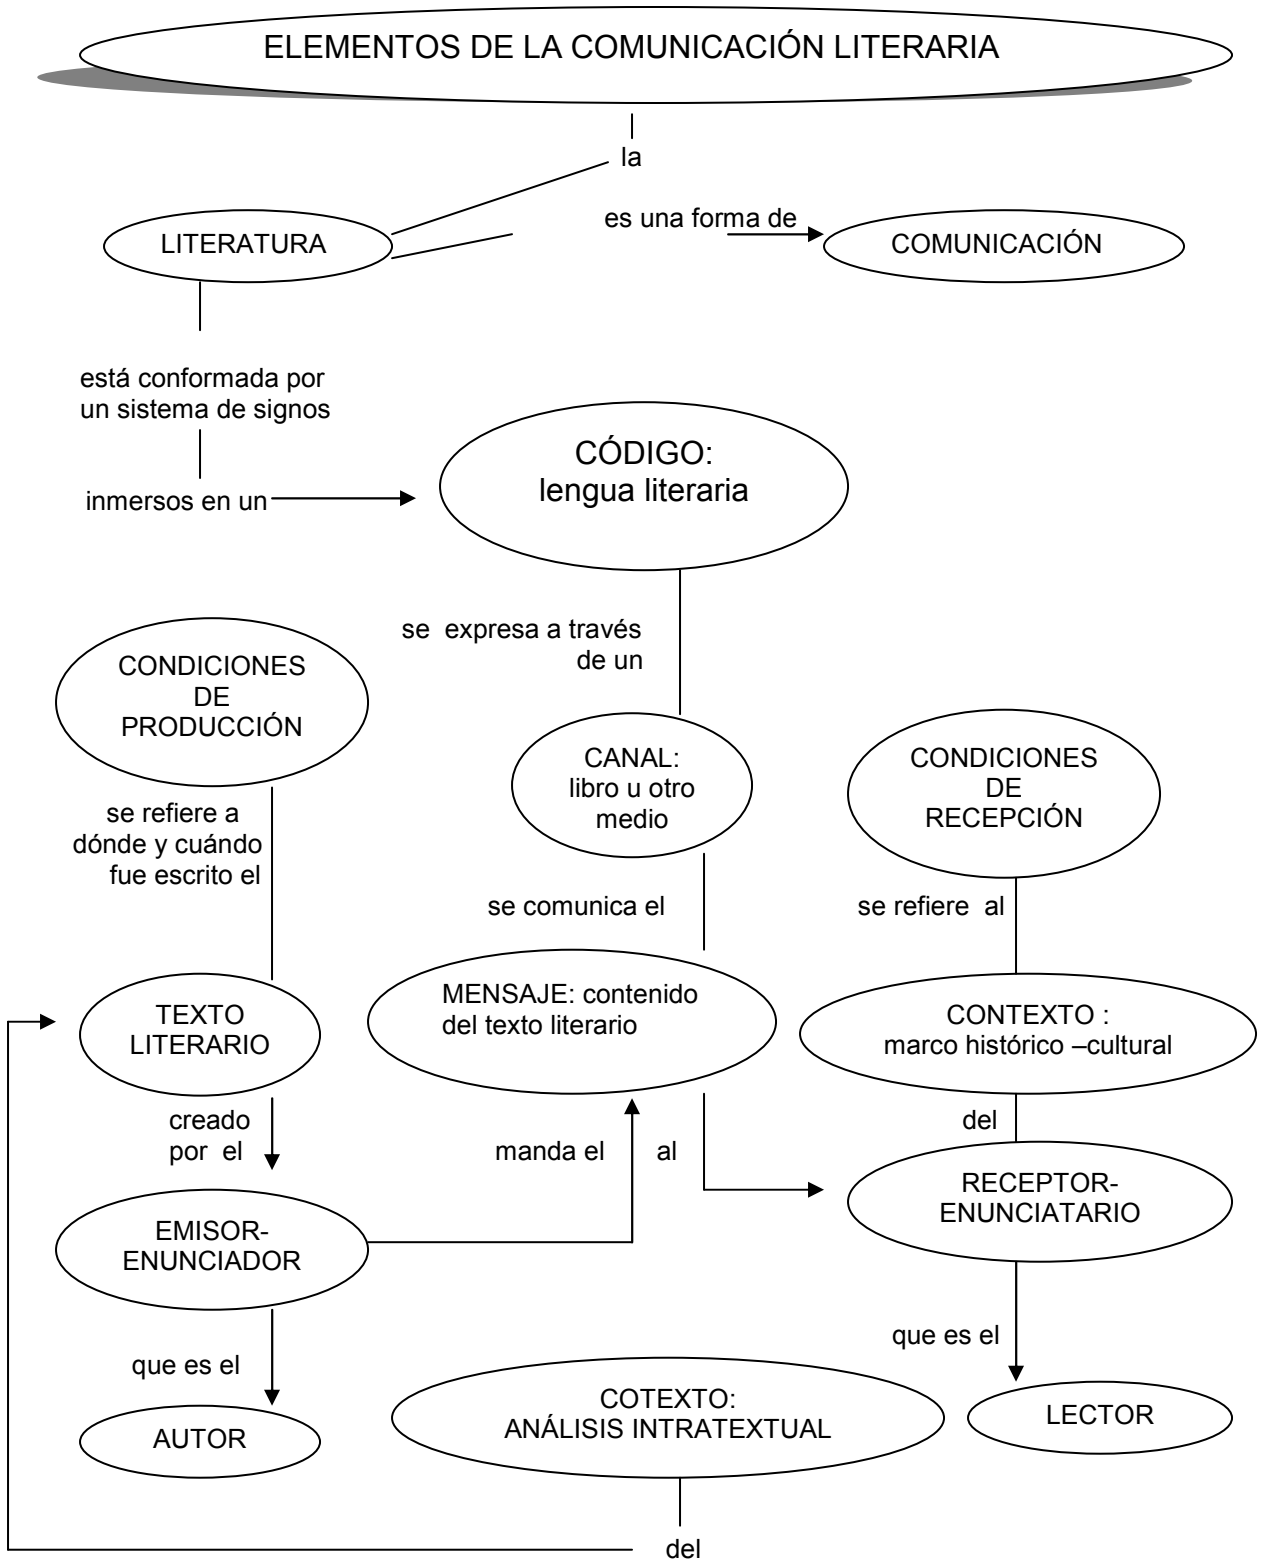 ELEMENTOS DE LA COMUNICACIÓN LITERARIA
la
es una forma de
LITERATURA
COMUNICACIÓN
está conformada por
un sistema de signos
inmersos en un
CÓDIGO:
lengua literaria
se expresa a través
de un
CONDICIONES
DE
PRODUCCIÓN
CANAL:
libro u otro
medio
CONDICIONES
DE
RECEPCIÓN
se refiere a
dónde y cuándo
fue escrito el
se comunica el
se refiere al
TEXTO
LITERARIO
MENSAJE: contenido
del texto literario
CONTEXTO :
marco histórico –cultural
creado
por el
manda el
al
del
EMISOR-
ENUNCIADOR
RECEPTOR-
ENUNCIATARIO
que es el
que es el
AUTOR
COTEXTO:
ANÁLISIS INTRATEXTUAL
LECTOR
del